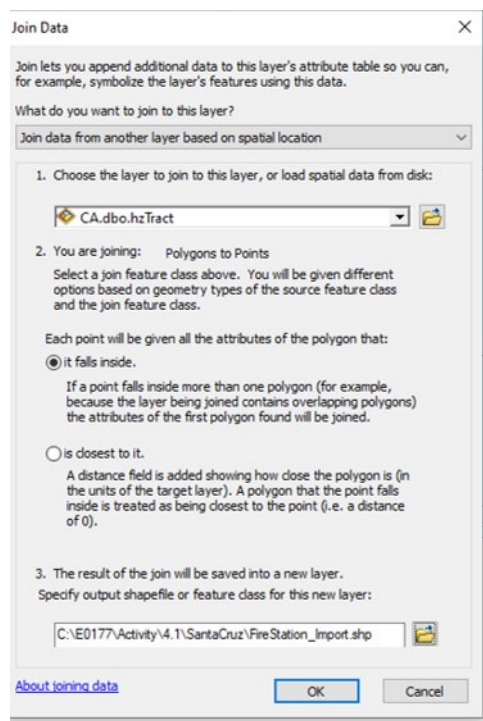 Join Data
Join lets you append additional data to this layer's attribute table so you can,
for example, symbolize the layer's features using this data.
What do you want to join to this layer?
Join data from another layer based on spatial location
1. Choose the layer to join to this layer, or load spatial data from disk:
CA.dbo.hzTract
2. You are joining: Polygons to Points
Select a join feature class above. You will be given different
options based on geometry types of the source feature class
and the join feature class.
Each point will be given all the attributes of the polygon that:
it falls inside.
If a point falls inside more than one polygon (for example,
because the layer being joined contains overlapping polygons)
the attributes of the first polygon found will be joined.
is closest to it.
A distance field is added showing how close the polygon is (in
the units of the target layer). A polygon that the point falls
inside is treated as being closest to the point (i.e. a distance
of 0).
3. The result of the join will be saved into a new layer.
Specify output shapefile or feature class for this new layer:
C:\E0177\Activity\4.1\SantaCruz\FireStation_Import.shp
About joining data
OK
Cancel